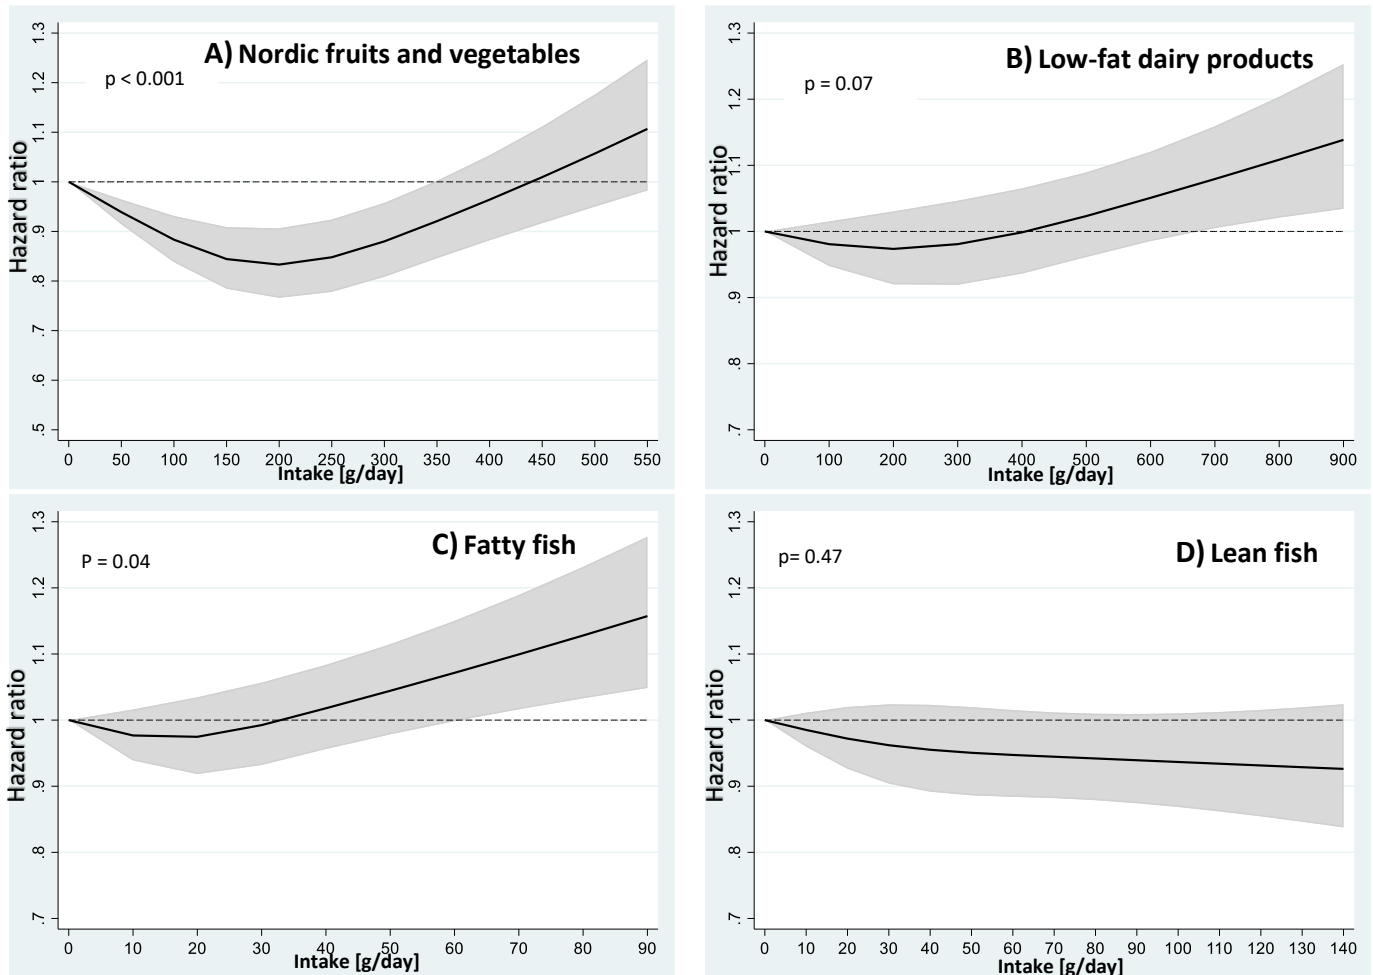 A) Nordic fruits and vegetables
p < 0.001
Hazard ratio
1.3
1.2
1.1
1
.9
.8
.7
.6
.5
0 50 100 150 200 250 300 350 400 450 500 550
Intake [g/day]
B) Low-fat dairy products
p = 0.07
Hazard ratio
1.3
1.2
1.1
1
.9
.8
.7
0 100 200 300 400 500 600 700 800 900
Intake [g/day]
C) Fatty fish
P = 0.04
Hazard ratio
1.3
1.2
1.1
1
.9
.8
.7
0 10 20 30 40 50 60 70 80 90
Intake [g/day]
D) Lean fish
p= 0.47
Hazard ratio
1.3
1.2
1.1
1
.9
.8
.7
0 10 20 30 40 50 60 70 80 90 100 110 120 130 140
Intake [g/day]